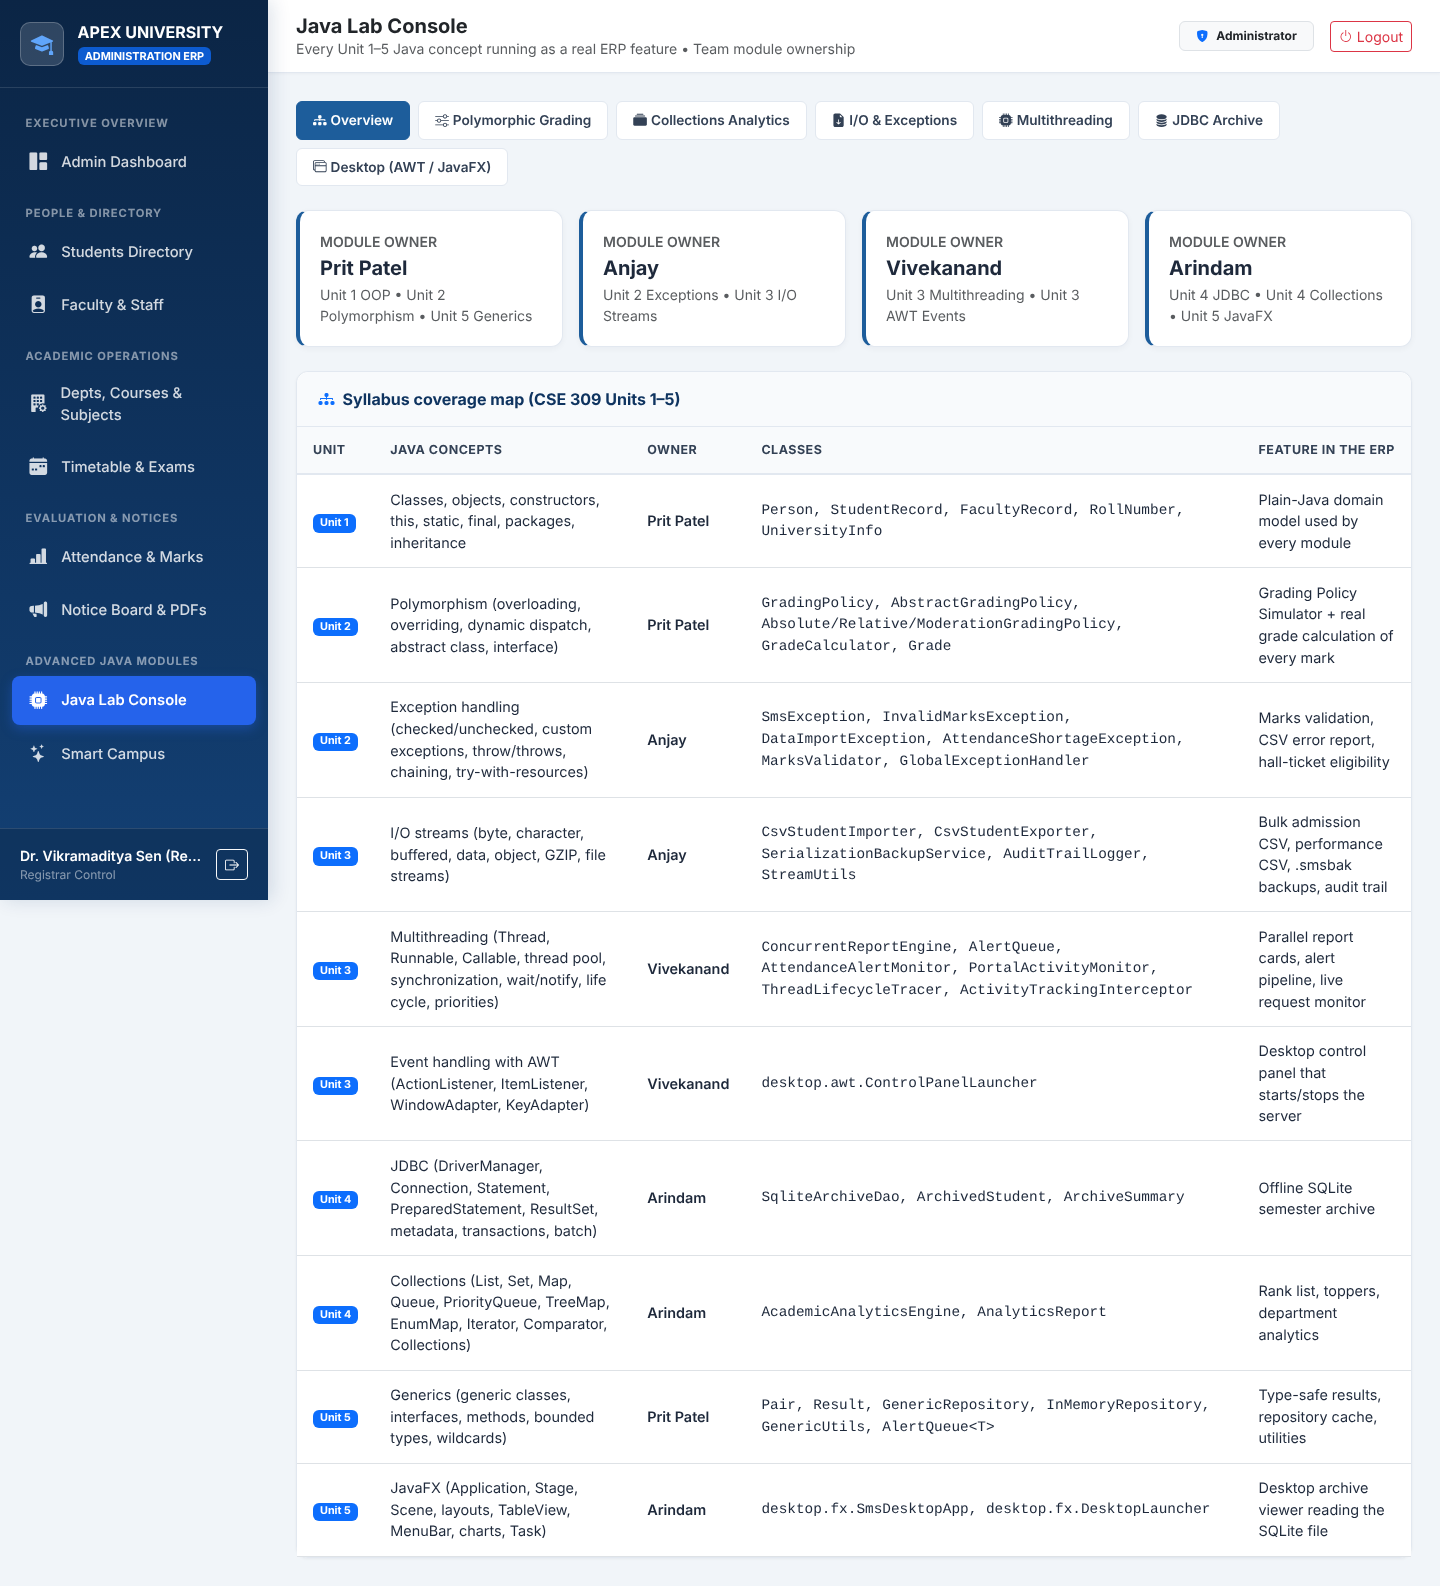 APEX UNIVERSITY
ADMINISTRATION ERP
EXECUTIVE OVERVIEW
Admin Dashboard
PEOPLE & DIRECTORY
Students Directory
Faculty & Staff
ACADEMIC OPERATIONS
Depts, Courses &
Subjects
Timetable & Exams
EVALUATION & NOTICES
Attendance & Marks
Notice Board & PDFs
ADVANCED JAVA MODULES
Java Lab Console
Smart Campus
Dr. Vikramaditya Sen (Re...
Registrar Control
Java Lab Console
Every Unit 1–5 Java concept running as a real ERP feature • Team module ownership
Administrator
Logout
Overview
Polymorphic Grading
Collections Analytics
I/O & Exceptions
Multithreading
JDBC Archive
Desktop (AWT / JavaFX)
MODULE OWNER
Prit Patel
Unit 1 OOP • Unit 2
Polymorphism • Unit 5 Generics
MODULE OWNER
Anjay
Unit 2 Exceptions • Unit 3 I/O
Streams
MODULE OWNER
Vivekanand
Unit 3 Multithreading • Unit 3
AWT Events
MODULE OWNER
Arindam
Unit 4 JDBC • Unit 4 Collections
• Unit 5 JavaFX
Syllabus coverage map (CSE 309 Units 1–5)
UNIT JAVA CONCEPTS OWNER CLASSES FEATURE IN THE ERP
Unit 1
Classes, objects, constructors,
this, static, final, packages,
inheritance
Prit Patel
Person, StudentRecord, FacultyRecord, RollNumber,
UniversityInfo
Plain-Java domain
model used by
every module
Unit 2
Polymorphism (overloading,
overriding, dynamic dispatch,
abstract class, interface)
Prit Patel
GradingPolicy, AbstractGradingPolicy,
Absolute/Relative/ModerationGradingPolicy,
GradeCalculator, Grade
Grading Policy
Simulator + real
grade calculation of
every mark
Unit 2
Exception handling
(checked/unchecked, custom
exceptions, throw/throws,
chaining, try-with-resources)
Anjay
SmsException, InvalidMarksException,
DataImportException, AttendanceShortageException,
MarksValidator, GlobalExceptionHandler
Marks validation,
CSV error report,
hall-ticket eligibility
Unit 3
I/O streams (byte, character,
buffered, data, object, GZIP, file
streams)
Anjay
CsvStudentImporter, CsvStudentExporter,
SerializationBackupService, AuditTrailLogger,
StreamUtils
Bulk admission
CSV, performance
CSV, .smsbak
backups, audit trail
Unit 3
Multithreading (Thread,
Runnable, Callable, thread pool,
synchronization, wait/notify, life
cycle, priorities)
Vivekanand
ConcurrentReportEngine, AlertQueue,
AttendanceAlertMonitor, PortalActivityMonitor,
ThreadLifecycleTracer, ActivityTrackingInterceptor
Parallel report
cards, alert
pipeline, live
request monitor
Unit 3
Event handling with AWT
(ActionListener, ItemListener,
WindowAdapter, KeyAdapter)
Vivekanand
desktop.awt.ControlPanelLauncher
Desktop control
panel that
starts/stops the
server
Unit 4
JDBC (DriverManager,
Connection, Statement,
PreparedStatement, ResultSet,
metadata, transactions, batch)
Arindam
SqliteArchiveDao, ArchivedStudent, ArchiveSummary
Offline SQLite
semester archive
Unit 4
Collections (List, Set, Map,
Queue, PriorityQueue, TreeMap,
EnumMap, Iterator, Comparator,
Collections)
Arindam
AcademicAnalyticsEngine, AnalyticsReport
Rank list, toppers,
department
analytics
Unit 5
Generics (generic classes,
interfaces, methods, bounded
types, wildcards)
Prit Patel
Pair, Result, GenericRepository, InMemoryRepository,
GenericUtils, AlertQueue<T>
Type-safe results,
repository cache,
utilities
Unit 5
JavaFX (Application, Stage,
Scene, layouts, TableView,
MenuBar, charts, Task)
Arindam
desktop.fx.SmsDesktopApp, desktop.fx.DesktopLauncher
Desktop archive
viewer reading the
SQLite file